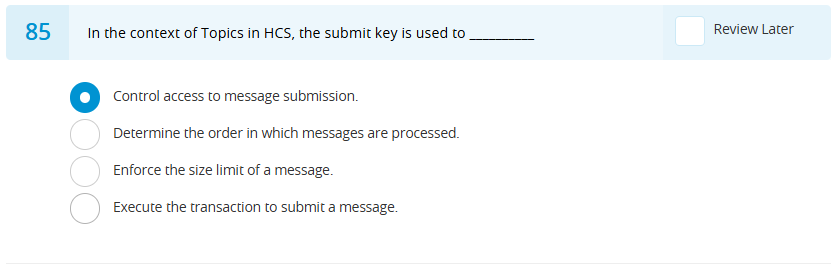 85
In the context of Topics in HCS, the submit key is used to __________
Review Later
Control access to message submission.
Determine the order in which messages are processed.
Enforce the size limit of a message.
Execute the transaction to submit a message.